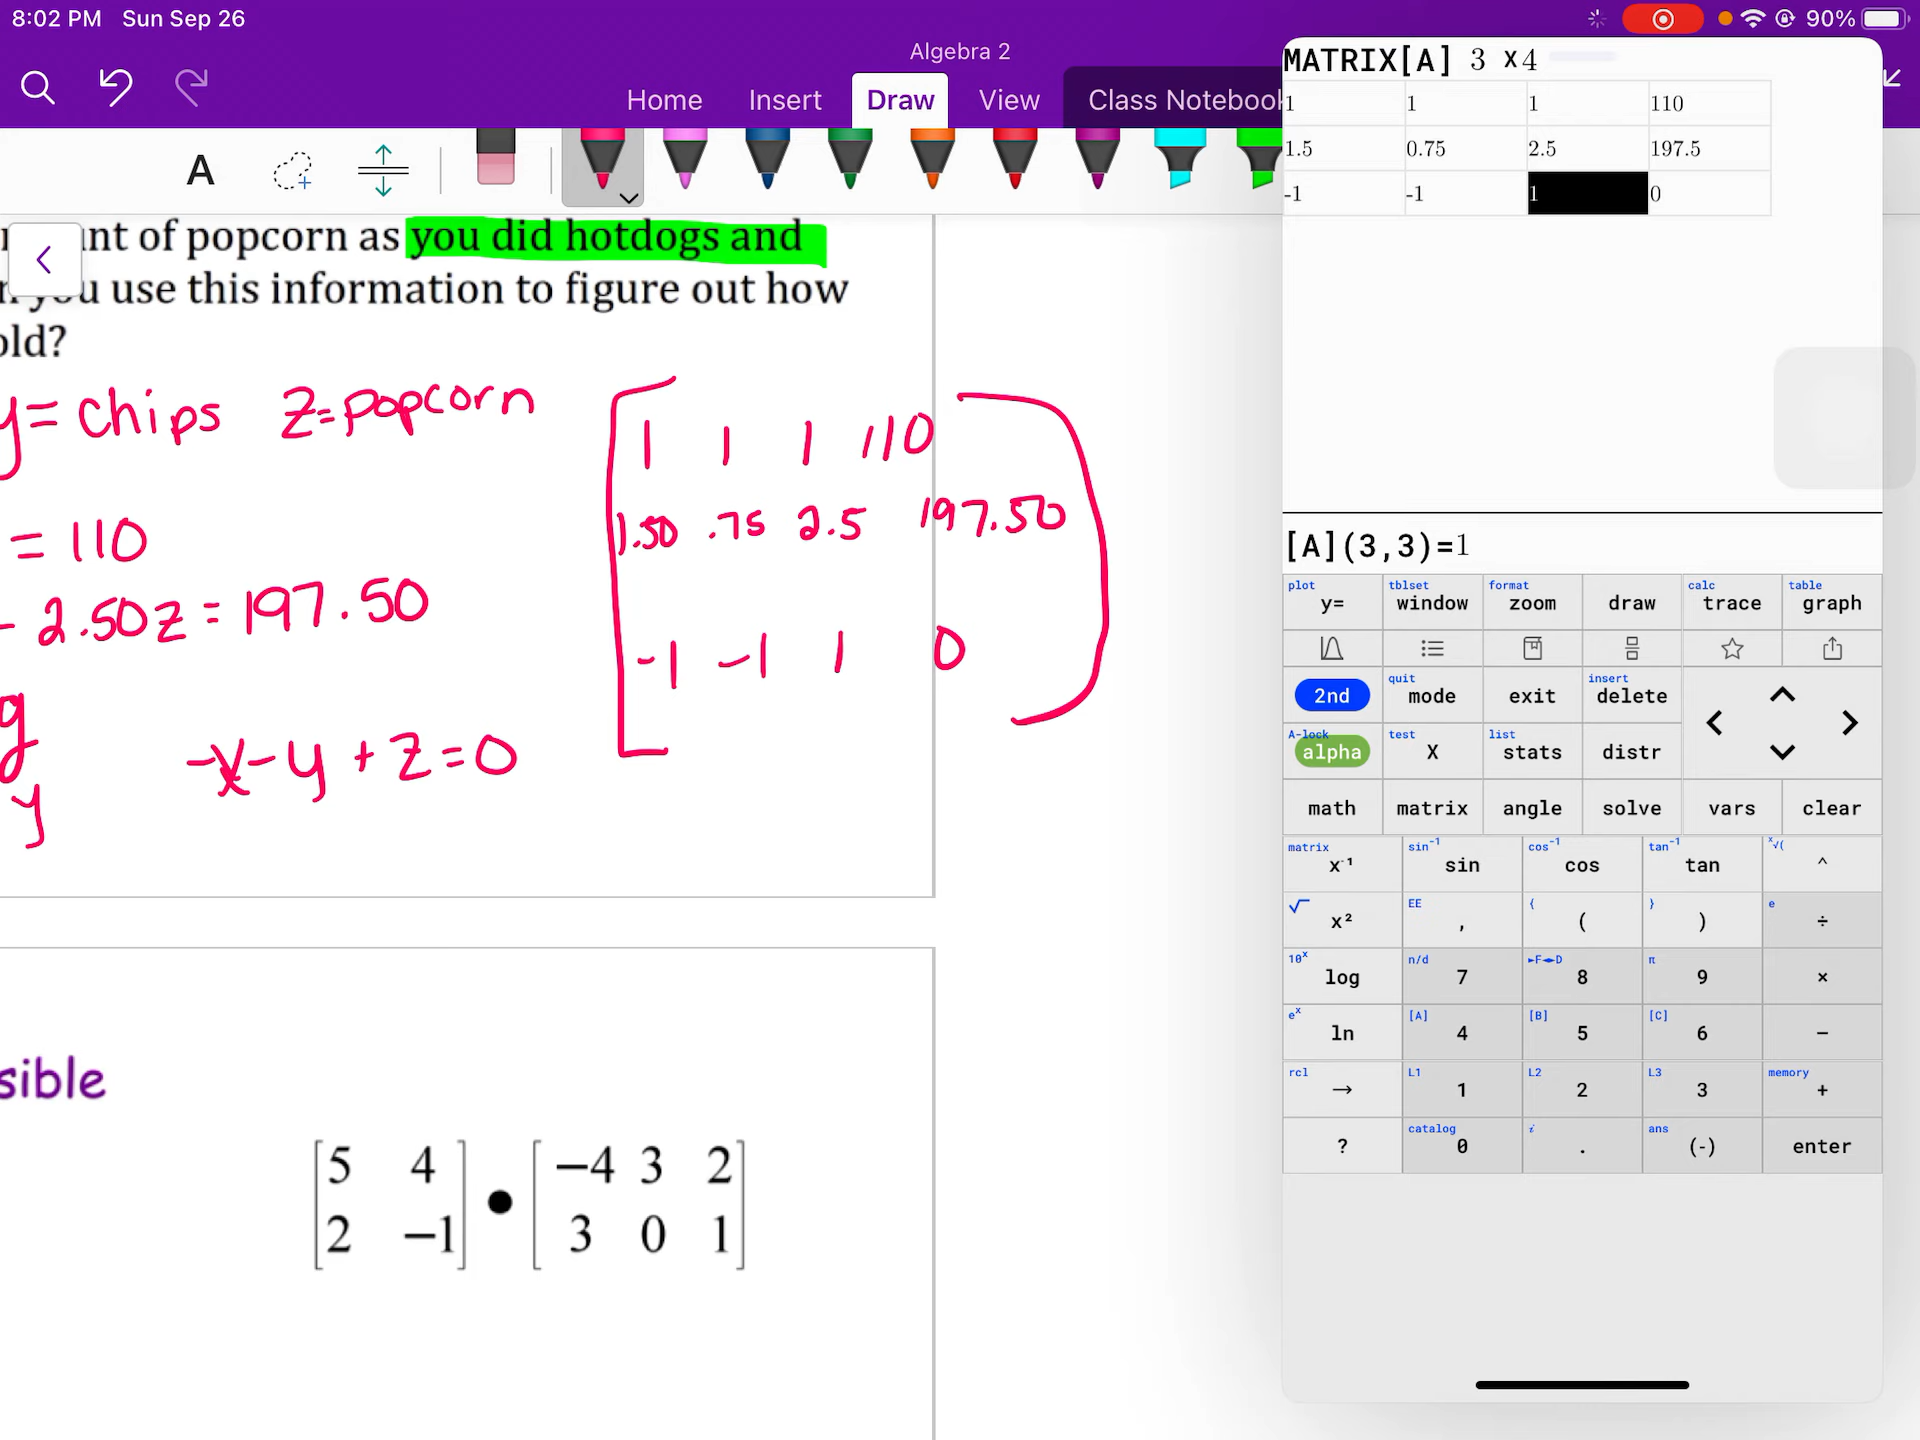 8:02 PM Sun Sep 26
90%
Algebra 2
Home Insert Draw View Class Notebook
A
nt of popcorn as you did hotdogs and
you use this information to figure out how
old?
y= chips z=popcorn
= 110
- 2.50z = 197.50
g
y
-x-y+z=0
1 1 1 110
1.50 .75 2.5 197.50
-1 -1 1 0
sible
[5 4] • [-4 3 2]
[2 -1] [3 0 1]
MATRIX[A] 3 x4
1 1 1 110
1.5 0.75 2.5 197.5
-1 -1 1 0
[A](3,3)=1
plot tblset format calc table
y= window zoom draw trace graph
quit insert
2nd mode exit delete
A-lock test list
alpha X stats distr
math matrix angle solve vars clear
matrix sin⁻¹ cos⁻¹ tan⁻¹ ˣ√(
x⁻¹ sin cos tan ^
√ EE { } e
x² , ( ) ÷
10ˣ n/d ►F◄►D π
log 7 8 9 ×
eˣ [A] [B] [C]
ln 4 5 6 −
rcl L1 L2 L3 memory
→ 1 2 3 +
catalog i ans
? 0 . (-) enter